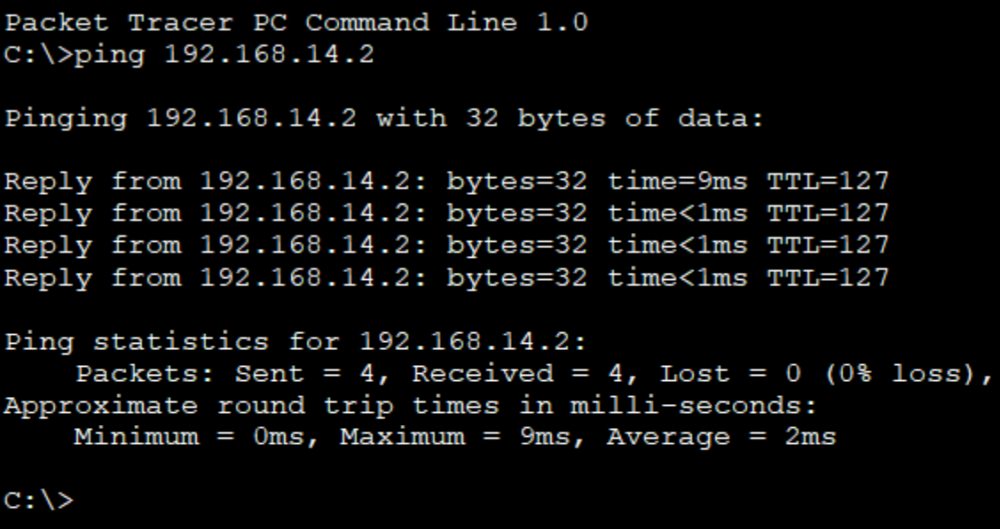 Packet Tracer PC Command Line 1.0
C:\>ping 192.168.14.2
Pinging 192.168.14.2 with 32 bytes of data:
Reply from 192.168.14.2: bytes=32 time=9ms TTL=127
Reply from 192.168.14.2: bytes=32 time<1ms TTL=127
Reply from 192.168.14.2: bytes=32 time<1ms TTL=127
Reply from 192.168.14.2: bytes=32 time<1ms TTL=127
Ping statistics for 192.168.14.2:
    Packets: Sent = 4, Received = 4, Lost = 0 (0% loss),
Approximate round trip times in milli-seconds:
    Minimum = 0ms, Maximum = 9ms, Average = 2ms
C:\>